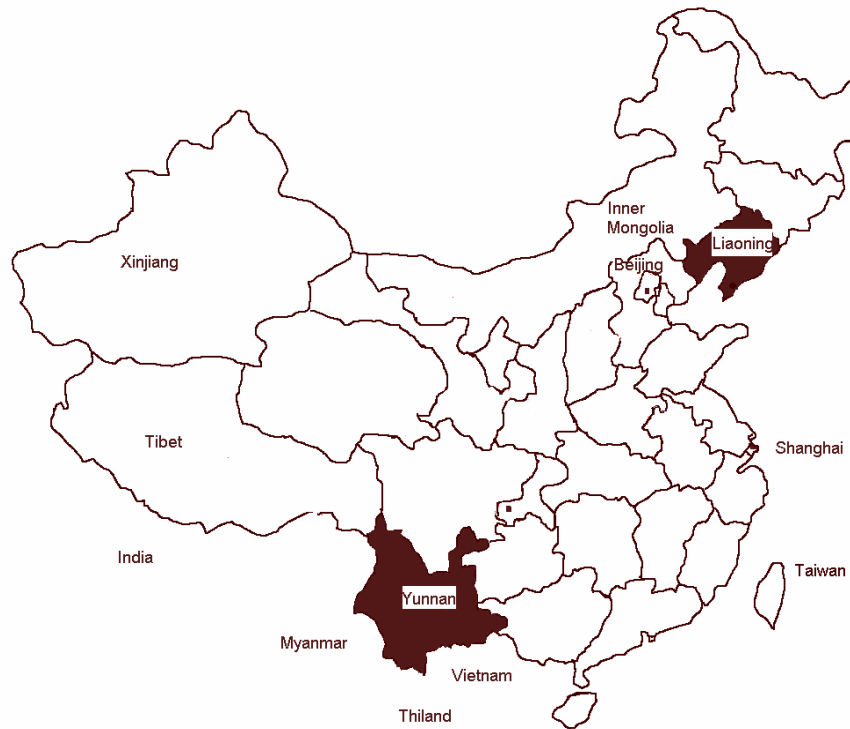 Inner
Mongolia
Liaoning
Xinjiang
Beijing
Tibet
Shanghai
India
Taiwan
Yunnan
Myanmar
Vietnam
Thiland